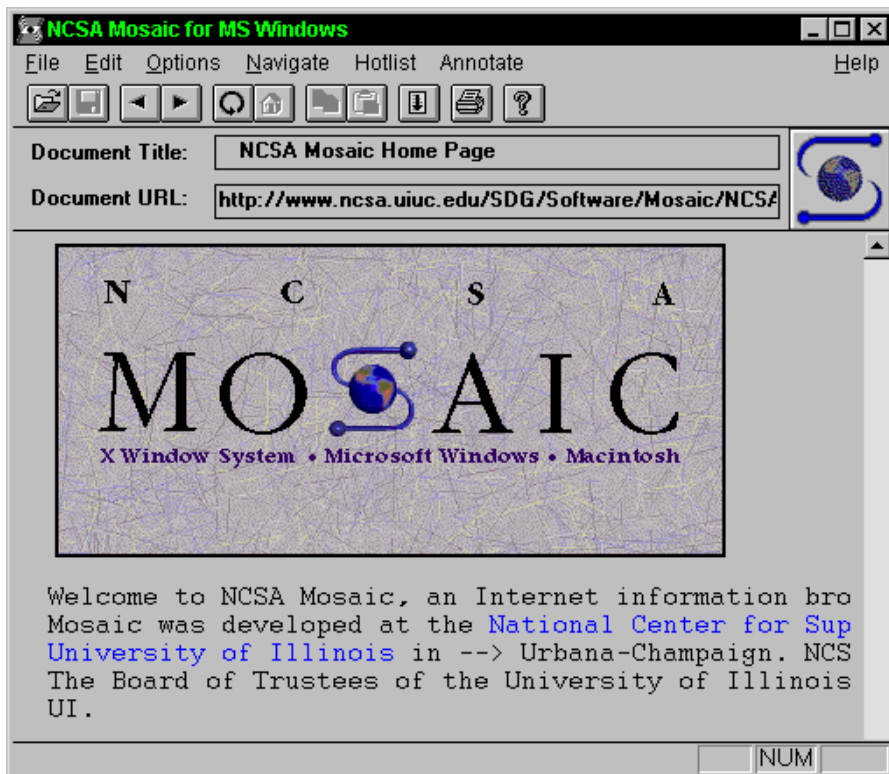 NCSA Mosaic for MS Windows
File Edit Options Navigate Hotlist Annotate Help
Document Title: NCSA Mosaic Home Page
Document URL: http://www.ncsa.uiuc.edu/SDG/Software/Mosaic/NCSA
N C S A
MOSAIC
X Window System • Microsoft Windows • Macintosh
Welcome to NCSA Mosaic, an Internet information bro
Mosaic was developed at the National Center for Sup
University of Illinois in --> Urbana-Champaign. NCS
The Board of Trustees of the University of Illinois
UI.
NUM